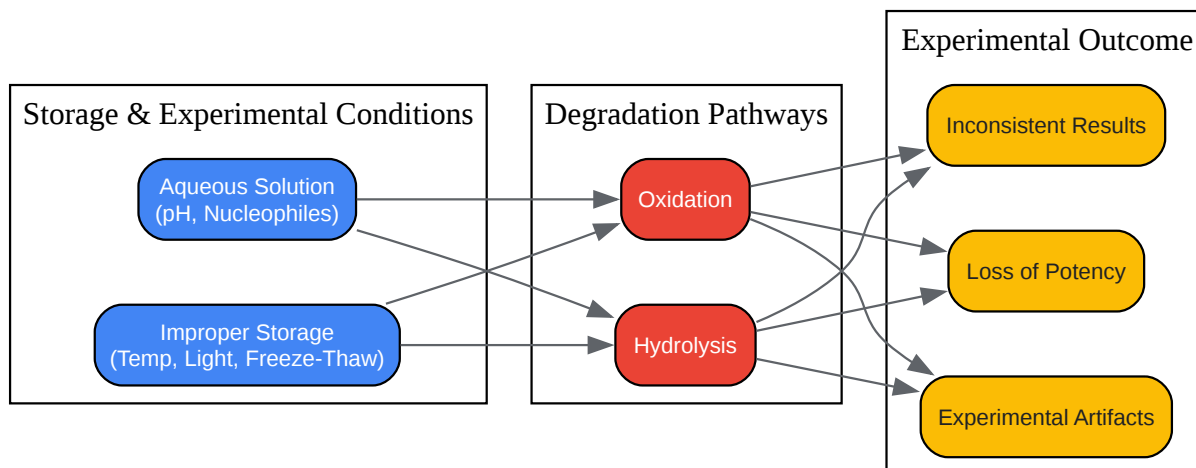 Storage & Experimental Conditions
Aqueous Solution
(pH, Nucleophiles)
Improper Storage
(Temp, Light, Freeze-Thaw)
Degradation Pathways
Oxidation
Hydrolysis
Experimental Outcome
Inconsistent Results
Loss of Potency
Experimental Artifacts